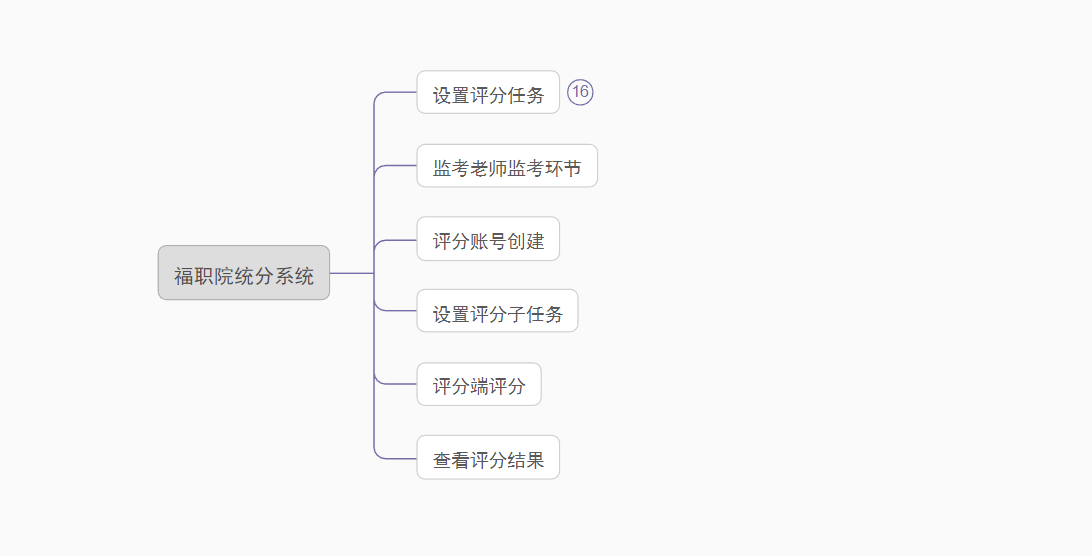 设置评分任务 16
监考老师监考环节
评分账号创建
福职院统分系统
设置评分子任务
评分端评分
查看评分结果